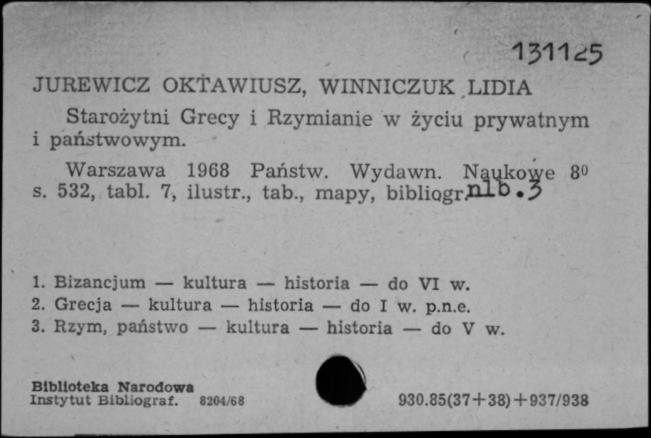 131125
JUREWICZ OKTAWIUSZ, WINNICZUK LIDIA
Starożytni Grecy i Rzymianie w życiu prywatnym
i państwowym.
Warszawa 1968 Państw. Wydawn. Naukowe 8⁰
s. 532, tabl. 7, ilustr., tab., mapy, bibliogr. nlb. 3
1. Bizancjum — kultura — historia — do VI w.
2. Grecja — kultura — historia — do I w. p.n.e.
3. Rzym, państwo — kultura — historia — do V w.
Biblioteka Narodowa
Instytut Bibliograf. 8204/68
930.85(37+38)+937/938